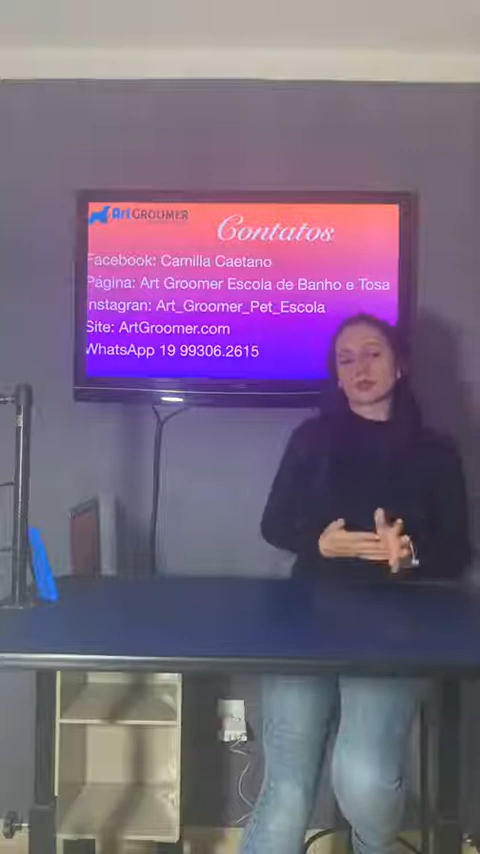 Art GROOMER
Contatos
Facebook: Camilla Caetano
Página: Art Groomer Escola de Banho e Tosa
Instagran: Art_Groomer_Pet_Escola
Site: ArtGroomer.com
WhatsApp 19 99306.2615